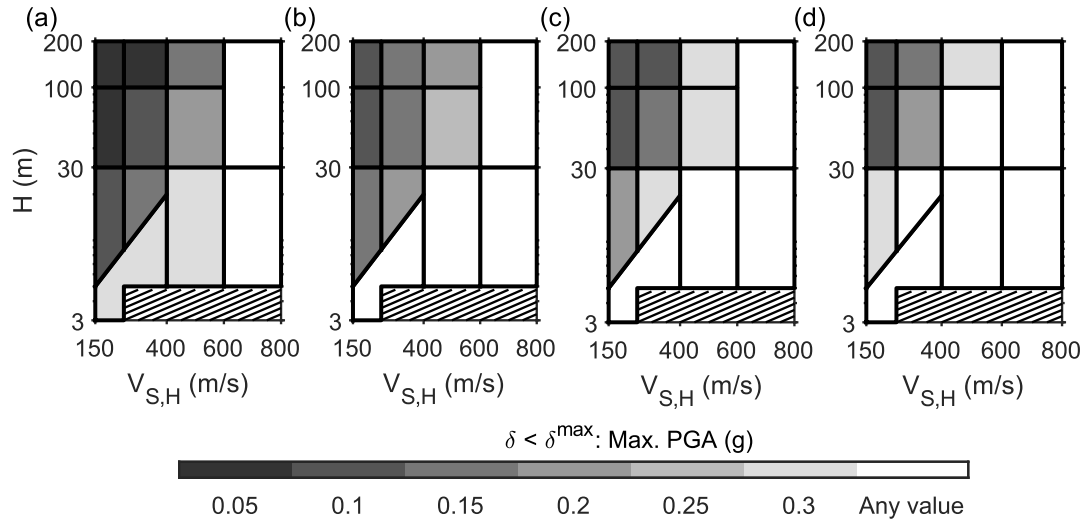 (a) (b) (c) (d)
200 200 200 200
100 100 100 100
30 30 30 30
H (m)
3 3 3 3
150 400 600 800 150 400 600 800 150 400 600 800 150 400 600 800
V_S,H (m/s) V_S,H (m/s) V_S,H (m/s) V_S,H (m/s)
δ < δ^max: Max. PGA (g)
0.05 0.1 0.15 0.2 0.25 0.3 Any value